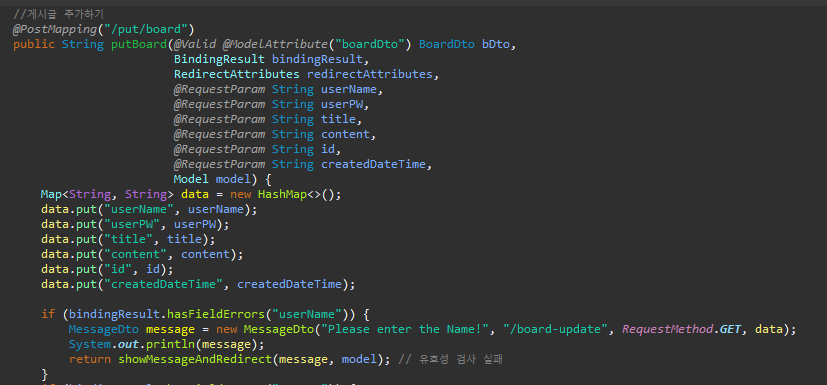 //게시글 추가하기
@PostMapping("/put/board")
public String putBoard(@Valid @ModelAttribute("boardDto") BoardDto bDto,
BindingResult bindingResult,
RedirectAttributes redirectAttributes,
@RequestParam String userName,
@RequestParam String userPW,
@RequestParam String title,
@RequestParam String content,
@RequestParam String id,
@RequestParam String createdDateTime,
Model model) {
Map<String, String> data = new HashMap<>();
data.put("userName", userName);
data.put("userPW", userPW);
data.put("title", title);
data.put("content", content);
data.put("id", id);
data.put("createdDateTime", createdDateTime);
if (bindingResult.hasFieldErrors("userName")) {
MessageDto message = new MessageDto("Please enter the Name!", "/board-update", RequestMethod.GET, data);
System.out.println(message);
return showMessageAndRedirect(message, model); // 유효성 검사 실패
}